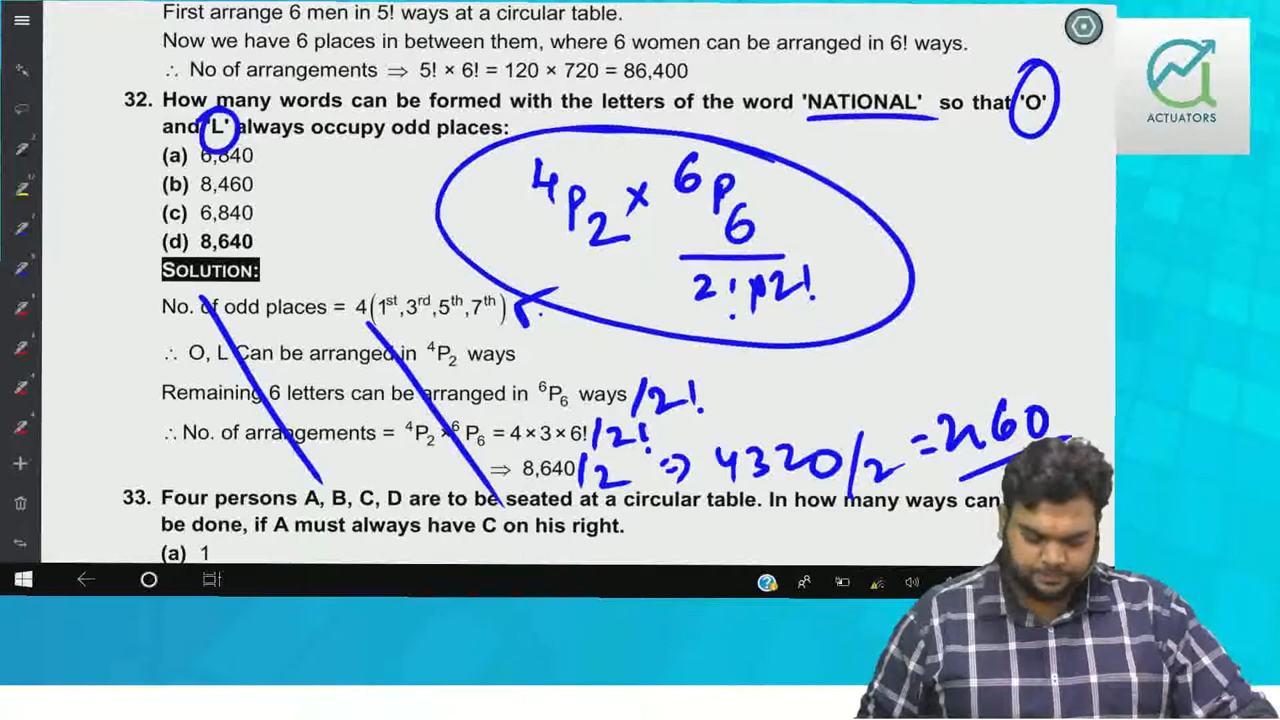 First arrange 6 men in 5! ways at a circular table.
Now we have 6 places in between them, where 6 women can be arranged in 6! ways.
∴ No of arrangements ⇒ 5! × 6! = 120 × 720 = 86,400
32. How many words can be formed with the letters of the word 'NATIONAL' so that 'O'
and 'L' always occupy odd places:
(a) 6,840
(b) 8,460
(c) 6,840
(d) 8,640
⁴P₂ × ⁶P₆
2! 2!
SOLUTION:
No. of odd places = 4(1st,3rd,5th,7th)
∴ O, L Can be arranged in ⁴P₂ ways
Remaining 6 letters can be arranged in ⁶P₆ ways /2!
∴ No. of arrangements = ⁴P₂ ×⁶P₆ = 4×3×6! /2!
⇒ 8,640 /2 ⇒ 4320/2 = 2160
33. Four persons A, B, C, D are to be seated at a circular table. In how many ways can
be done, if A must always have C on his right.
(a) 1
ACTUATORS